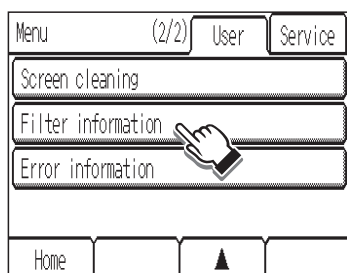 Menu (2/2) User Service
Screen cleaning
Filter information
Error information
Home ▲